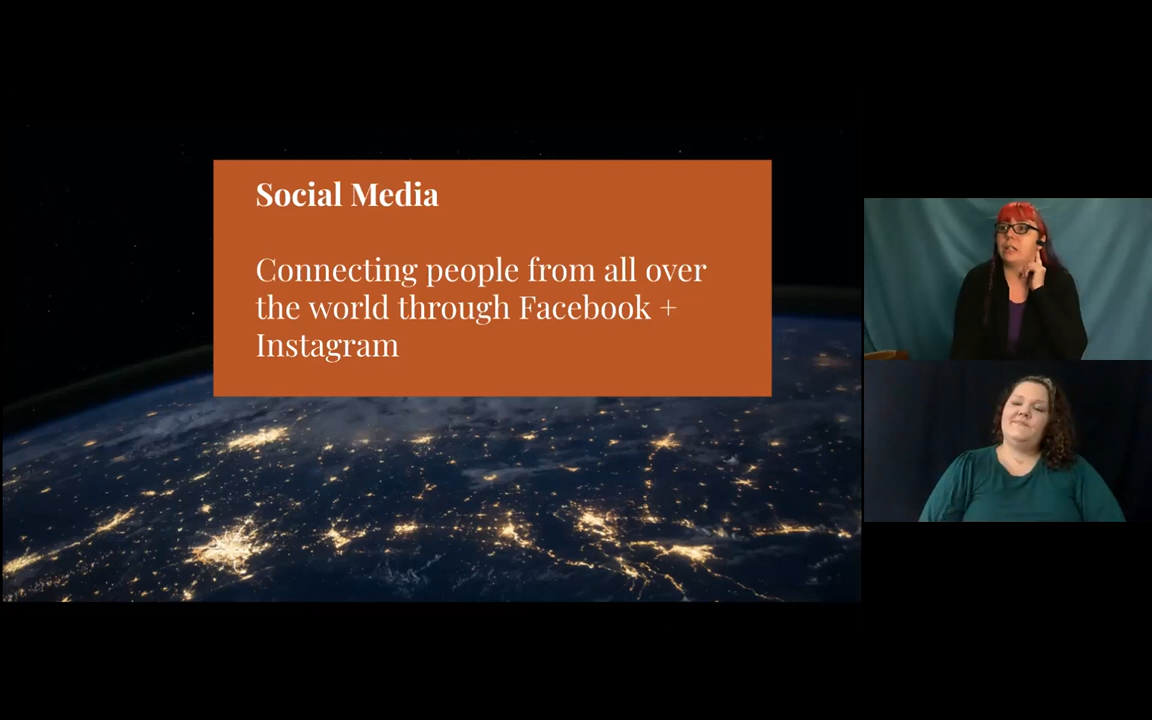 Social Media
Connecting people from all over
the world through Facebook +
Instagram